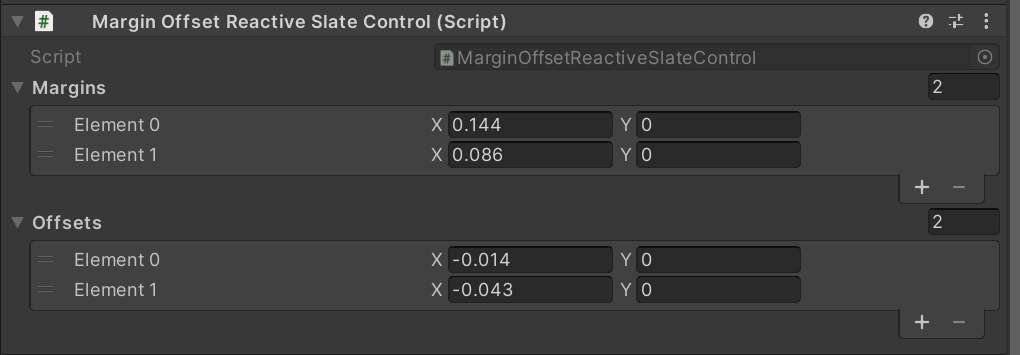 Margin Offset Reactive Slate Control (Script)
Script MarginOffsetReactiveSlateControl
Margins 2
Element 0 X 0.144 Y 0
Element 1 X 0.086 Y 0
+ −
Offsets 2
Element 0 X -0.014 Y 0
Element 1 X -0.043 Y 0
+ −